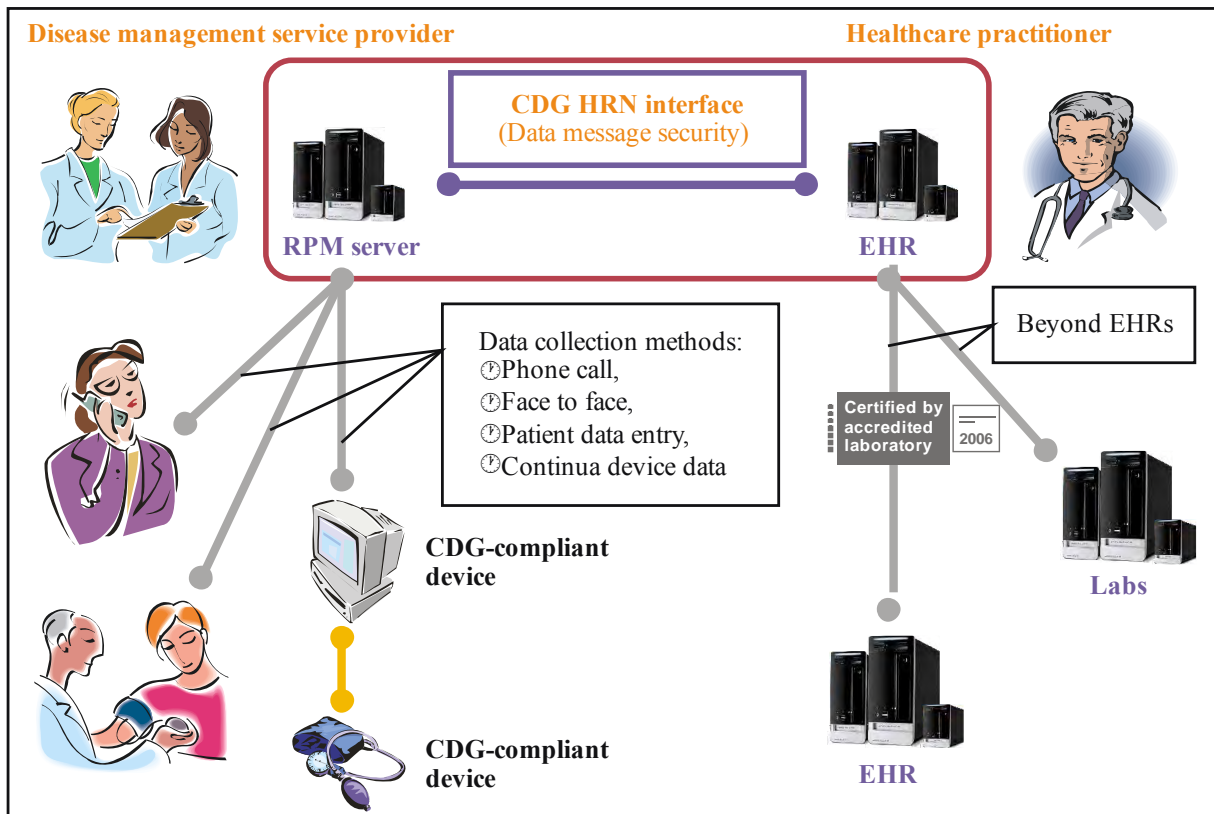 Disease management service provider
Healthcare practitioner
CDG HRN interface
(Data message security)
RPM server
EHR
Data collection methods:
Phone call,
Face to face,
Patient data entry,
Continua device data
Beyond EHRs
Certified by
accredited
laboratory
2006
CDG-compliant
device
Labs
CDG-compliant
device
EHR